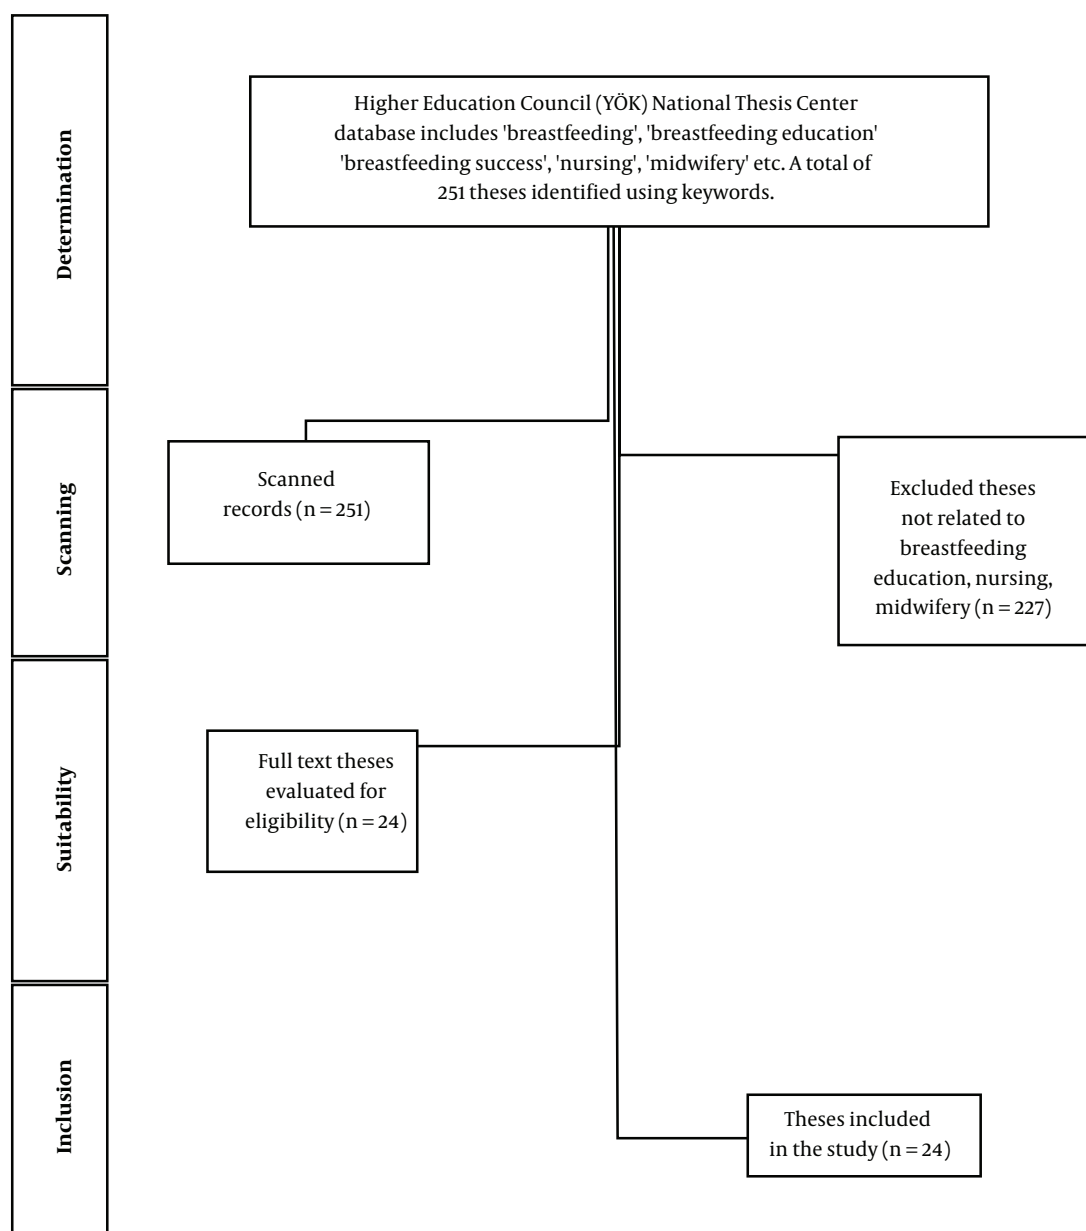 Determination
Higher Education Council (YÖK) National Thesis Center
database includes 'breastfeeding', 'breastfeeding education'
'breastfeeding success', 'nursing', 'midwifery' etc. A total of
251 theses identified using keywords.
Scanning
Scanned
records (n = 251)
Excluded theses
not related to
breastfeeding
education, nursing,
midwifery (n = 227)
Suitability
Full text theses
evaluated for
eligibility (n = 24)
Inclusion
Theses included
in the study (n = 24)